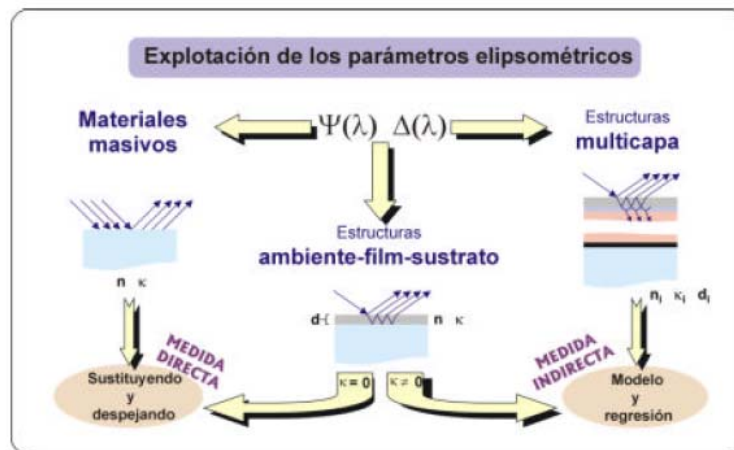 Explotación de los parámetros elipsométricos
Materiales
masivos
Ψ(λ) Δ(λ)
Estructuras
multicapa
Estructuras
ambiente-film-sustrato
n κ
d
n κ
nᵢ κᵢ dᵢ
MEDIDA
DIRECTA
MEDIDA
INDIRECTA
κ = 0
κ ≠ 0
Sustituyendo
y
despejando
Modelo
y
regresión